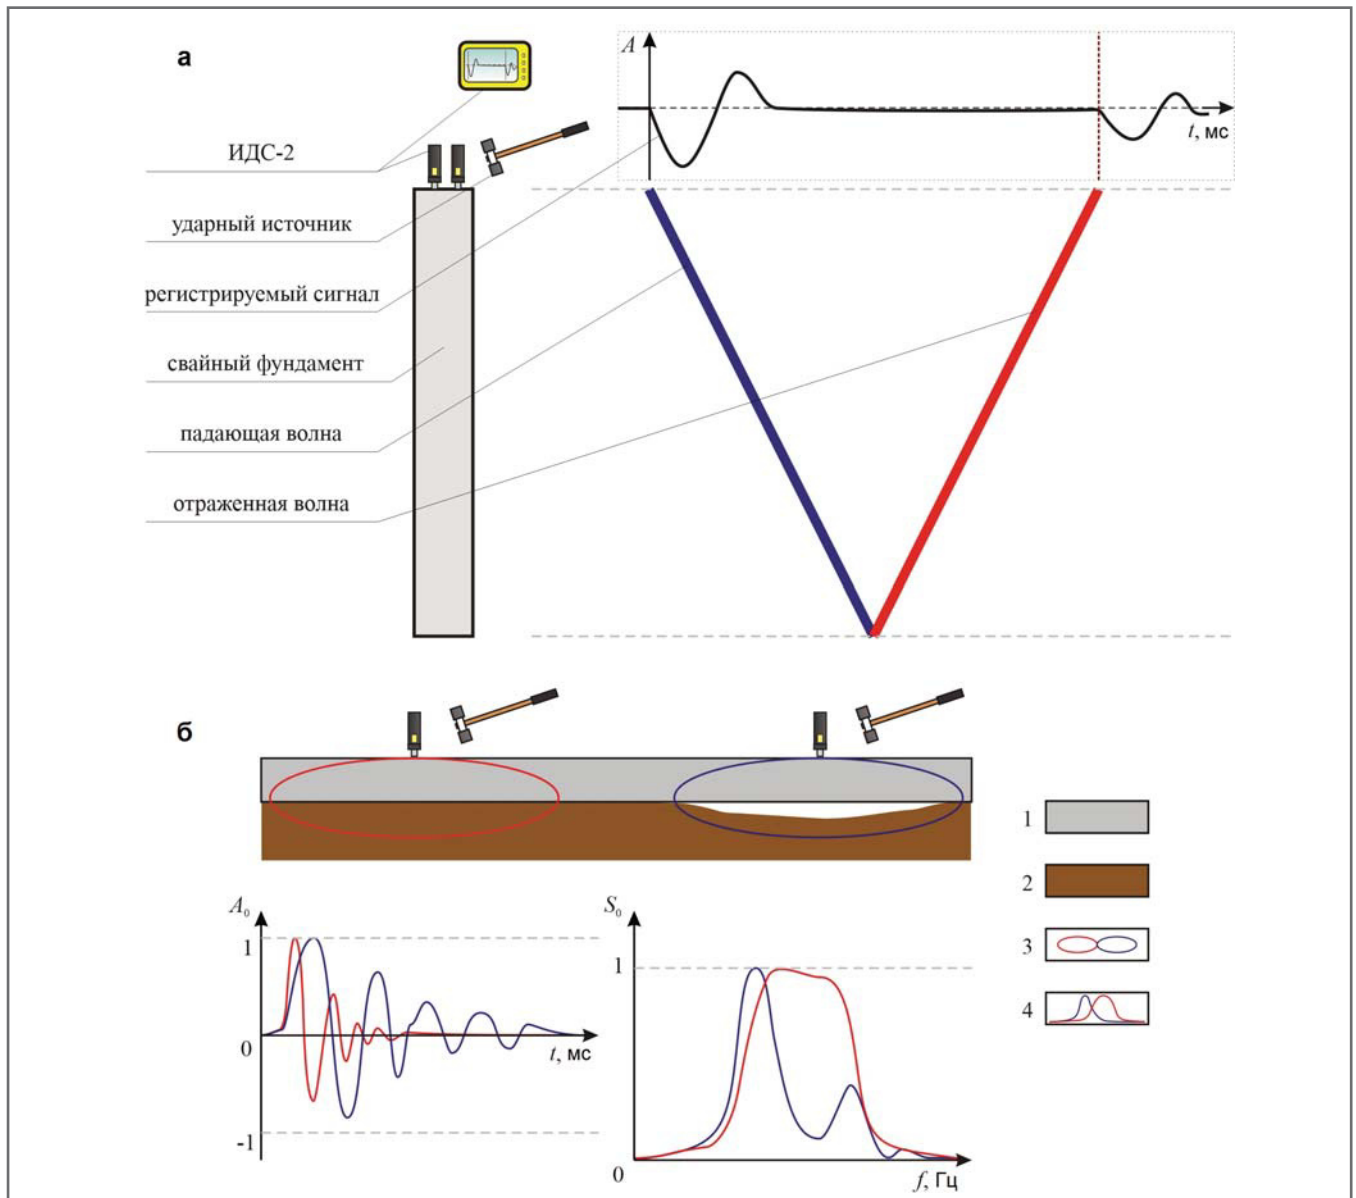 а
A
t, мс
ИДС-2
ударный источник
регистрируемый сигнал
свайный фундамент
падающая волна
отраженная волна
б
1
2
3
4
A₀
1
0
-1
t, мс
S₀
1
0
f, Гц